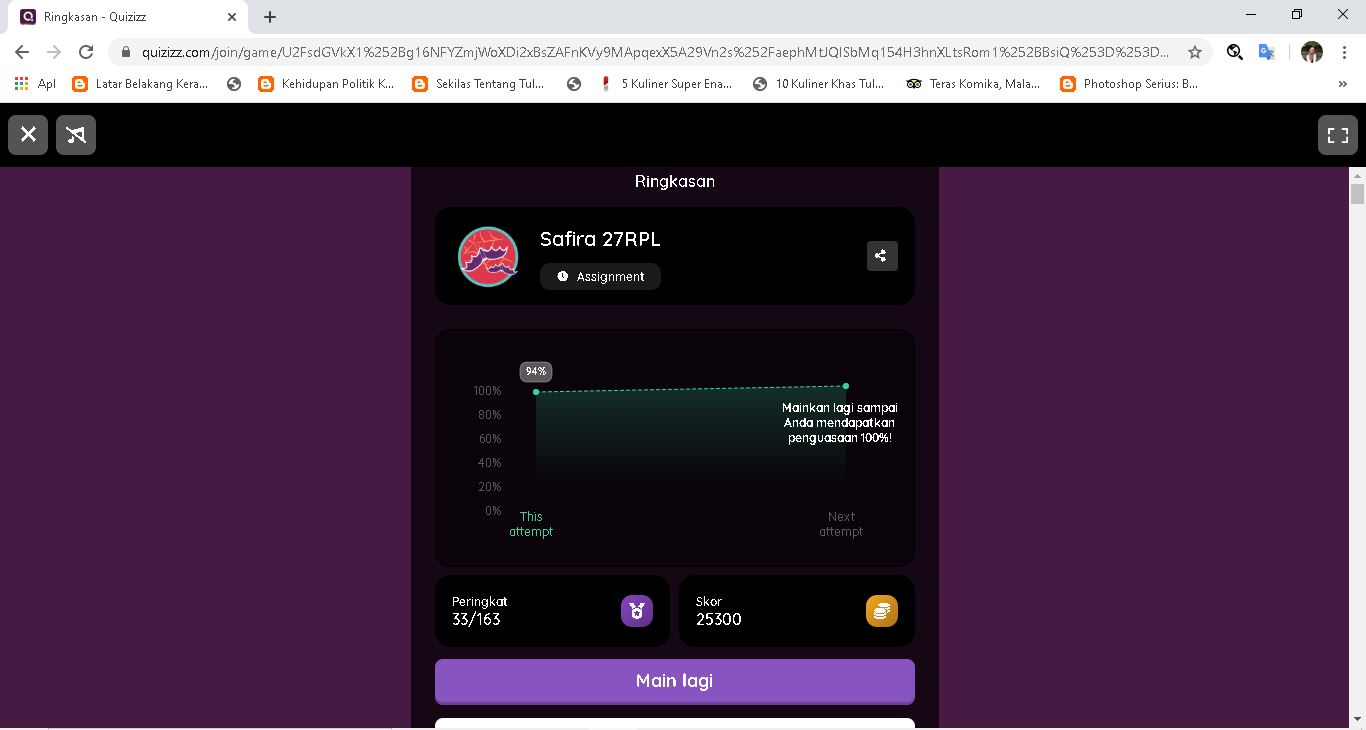 Ringkasan - Quizizz
quizizz.com/join/game/U2FsdGVkX1%252Bg16NFYZmjWoXDi2xBsZAFnKVy9MApqexX5A29Vn2s%252FaephMtJQlSbMq154H3hnXLtsRom1%252BBsiQ%253D%253D...
Apl Latar Belakang Kera... Kehidupan Politik K... Sekilas Tentang Tul... 5 Kuliner Super Ena... 10 Kuliner Khas Tul... Teras Komika, Mala... Photoshop Serius: B... »
Ringkasan
Safira 27RPL
Assignment
94%
100%
80%
60%
40%
20%
0%
Mainkan lagi sampai
Anda mendapatkan
penguasaan 100%!
This
attempt
Next
attempt
Peringkat
33/163
Skor
25300
Main lagi